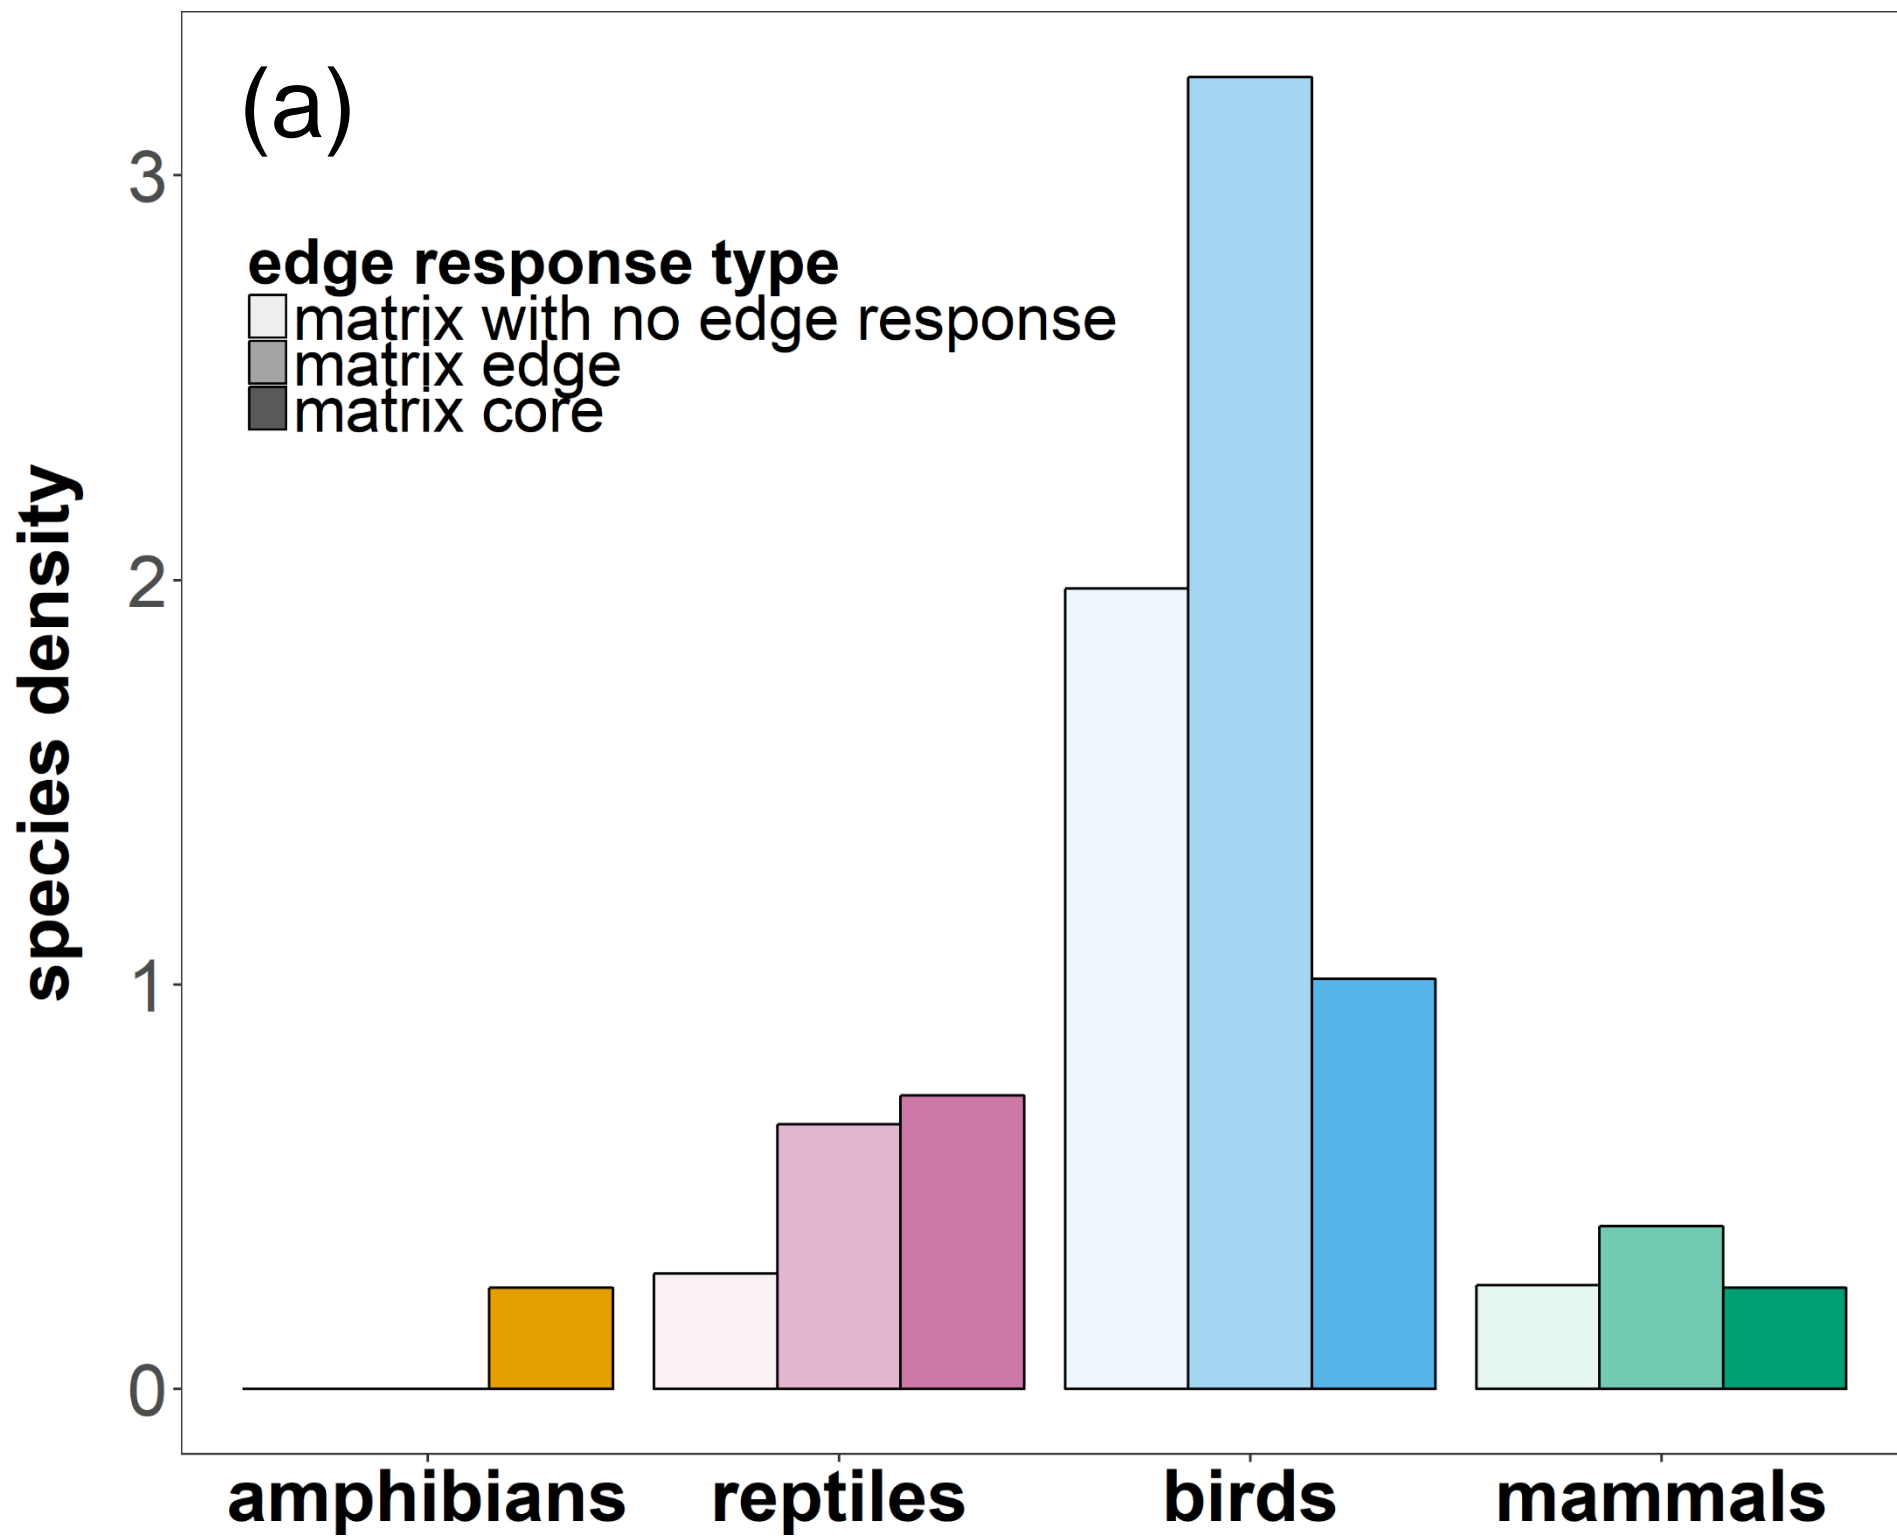 (a)
edge response type
matrix with no edge response
matrix edge
matrix core
species density
3
2
1
0
amphibians reptiles birds mammals